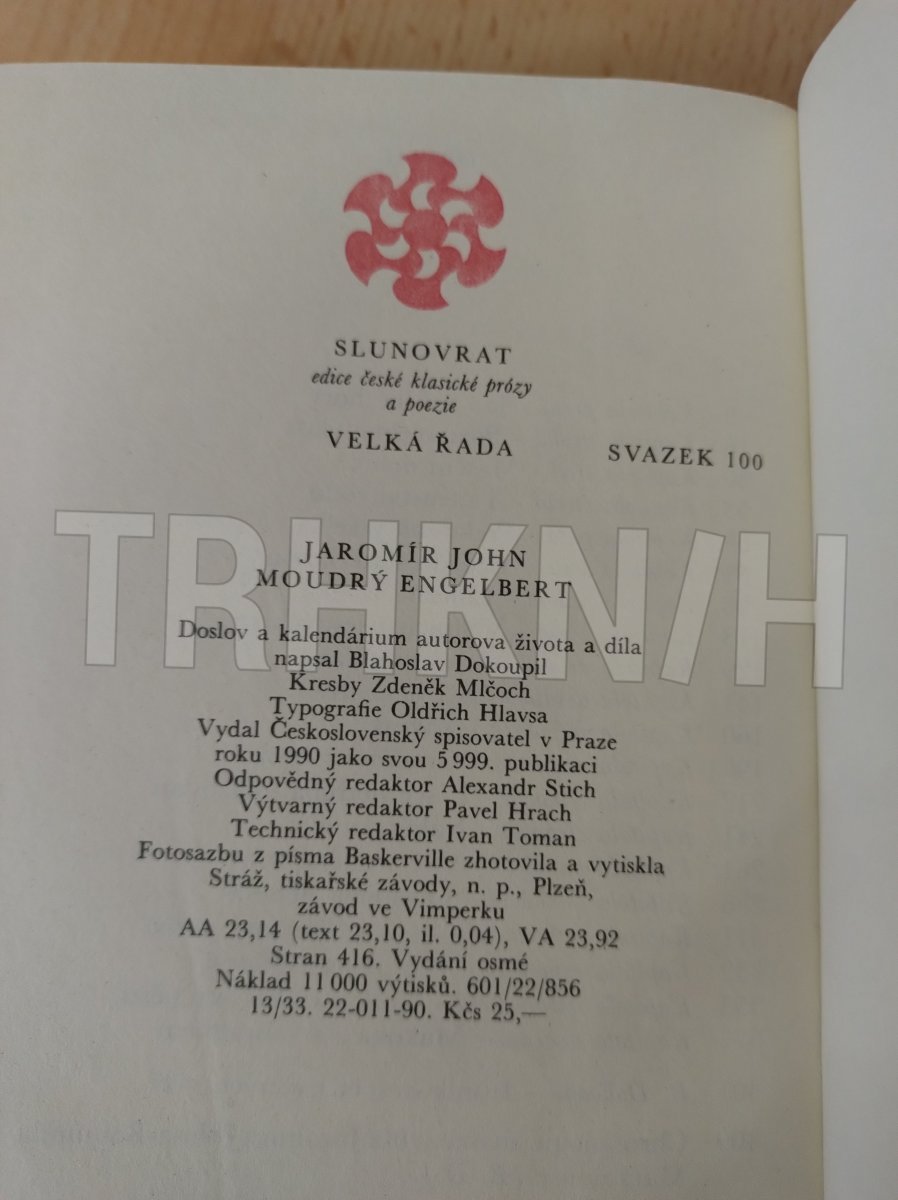 SLUNOVRAT
edice české klasické prózy
a poezie
VELKÁ ŘADA
SVAZEK 100
TRHKN/H
JAROMÍR JOHN
MOUDRÝ ENGELBERT
Doslov a kalendárium autorova života a díla
napsal Blahoslav Dokoupil
Kresby Zdeněk Mlčoch
Typografie Oldřich Hlavsa
Vydal Československý spisovatel v Praze
roku 1990 jako svou 5 999. publikaci
Odpovědný redaktor Alexandr Stich
Výtvarný redaktor Pavel Hrach
Technický redaktor Ivan Toman
Fotosazbu z písma Baskerville zhotovila a vytiskla
Stráž, tiskařské závody, n. p., Plzeň,
závod ve Vimperku
AA 23,14 (text 23,10, il. 0,04), VA 23,92
Stran 416. Vydání osmé
Náklad 11 000 výtisků. 601/22/856
13/33. 22-011-90. Kčs 25,—